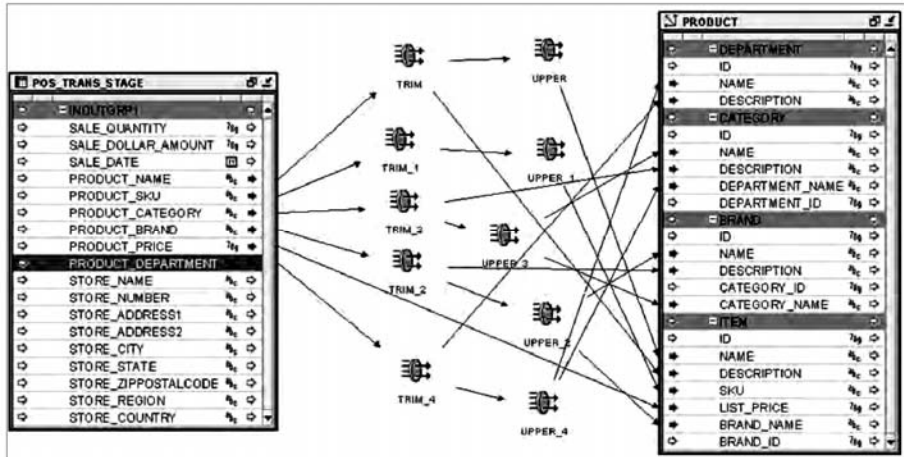 POS_TRANS_STAGE
INOUTGRP1
SALE_QUANTITY
SALE_DOLLAR_AMOUNT
SALE_DATE
PRODUCT_NAME
PRODUCT_SKU
PRODUCT_CATEGORY
PRODUCT_BRAND
PRODUCT_PRICE
PRODUCT_DEPARTMENT
STORE_NAME
STORE_NUMBER
STORE_ADDRESS1
STORE_ADDRESS2
STORE_CITY
STORE_STATE
STORE_ZIPPOSTALCODE
STORE_REGION
STORE_COUNTRY
TRIM
TRIM_1
TRIM_3
TRIM_2
TRIM_4
UPPER
UPPER_1
UPPER_3
UPPER_2
UPPER_4
PRODUCT
DEPARTMENT
ID
NAME
DESCRIPTION
CATEGORY
ID
NAME
DESCRIPTION
DEPARTMENT_NAME
DEPARTMENT_ID
BRAND
ID
NAME
DESCRIPTION
CATEGORY_ID
CATEGORY_NAME
ITEM
ID
NAME
DESCRIPTION
SKU
LIST_PRICE
BRAND_NAME
BRAND_ID